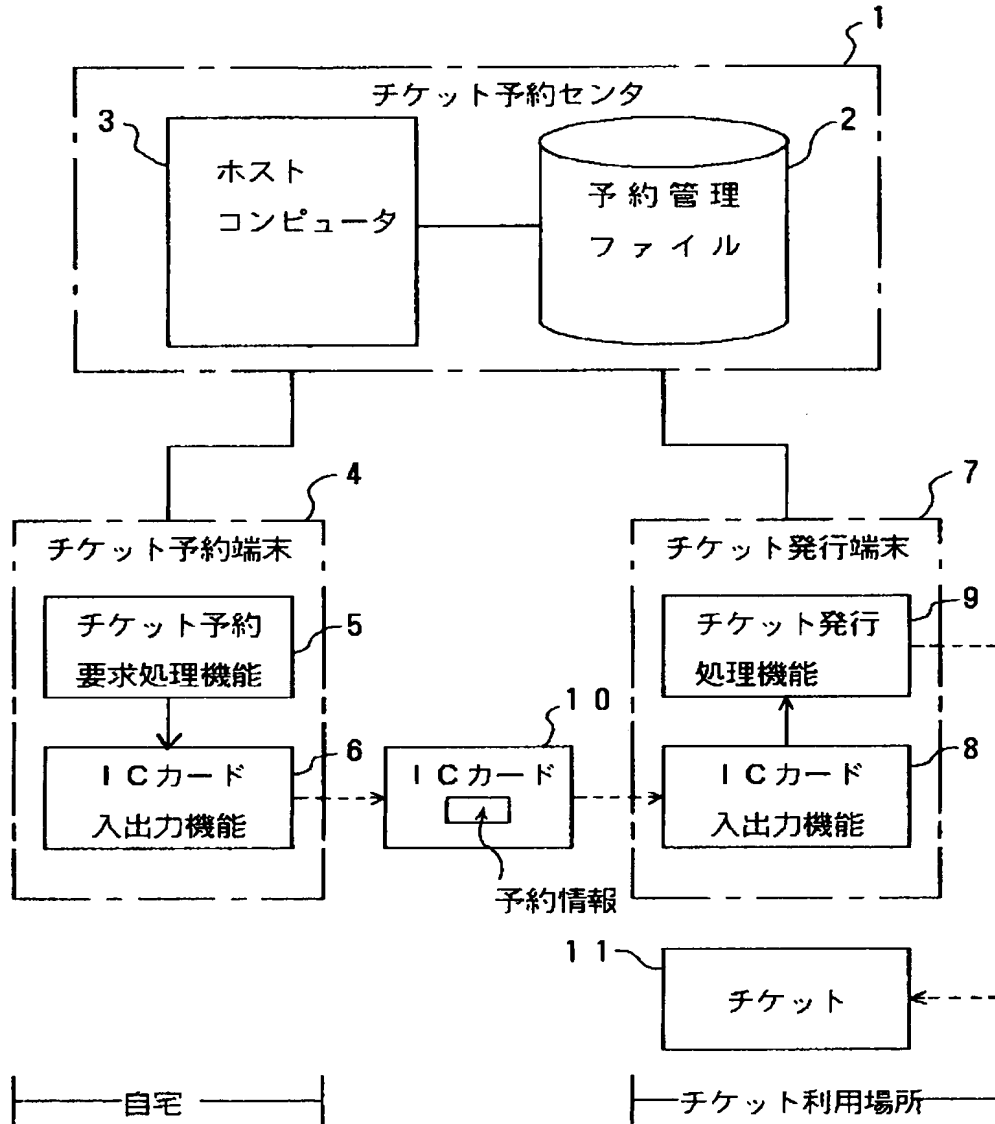 1
チケット予約センタ
3
ホスト
コンピュータ
2
予約管理
ファイル
4
チケット予約端末
チケット予約
要求処理機能
5
ICカード
入出力機能
6
10
ICカード
予約情報
7
チケット発行端末
チケット発行
処理機能
9
ICカード
入出力機能
8
11
チケット
自宅
チケット利用場所